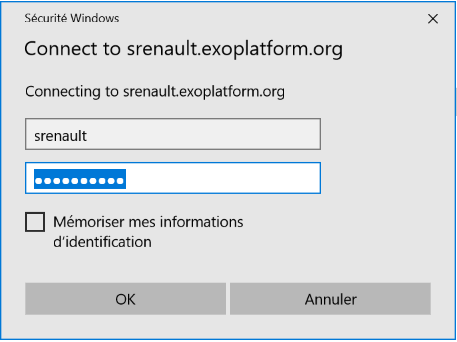 Sécurité Windows
Connect to srenault.exoplatform.org
Connecting to srenault.exoplatform.org
srenault
●●●●●●●●●●
Mémoriser mes informations
d'identification
OK Annuler